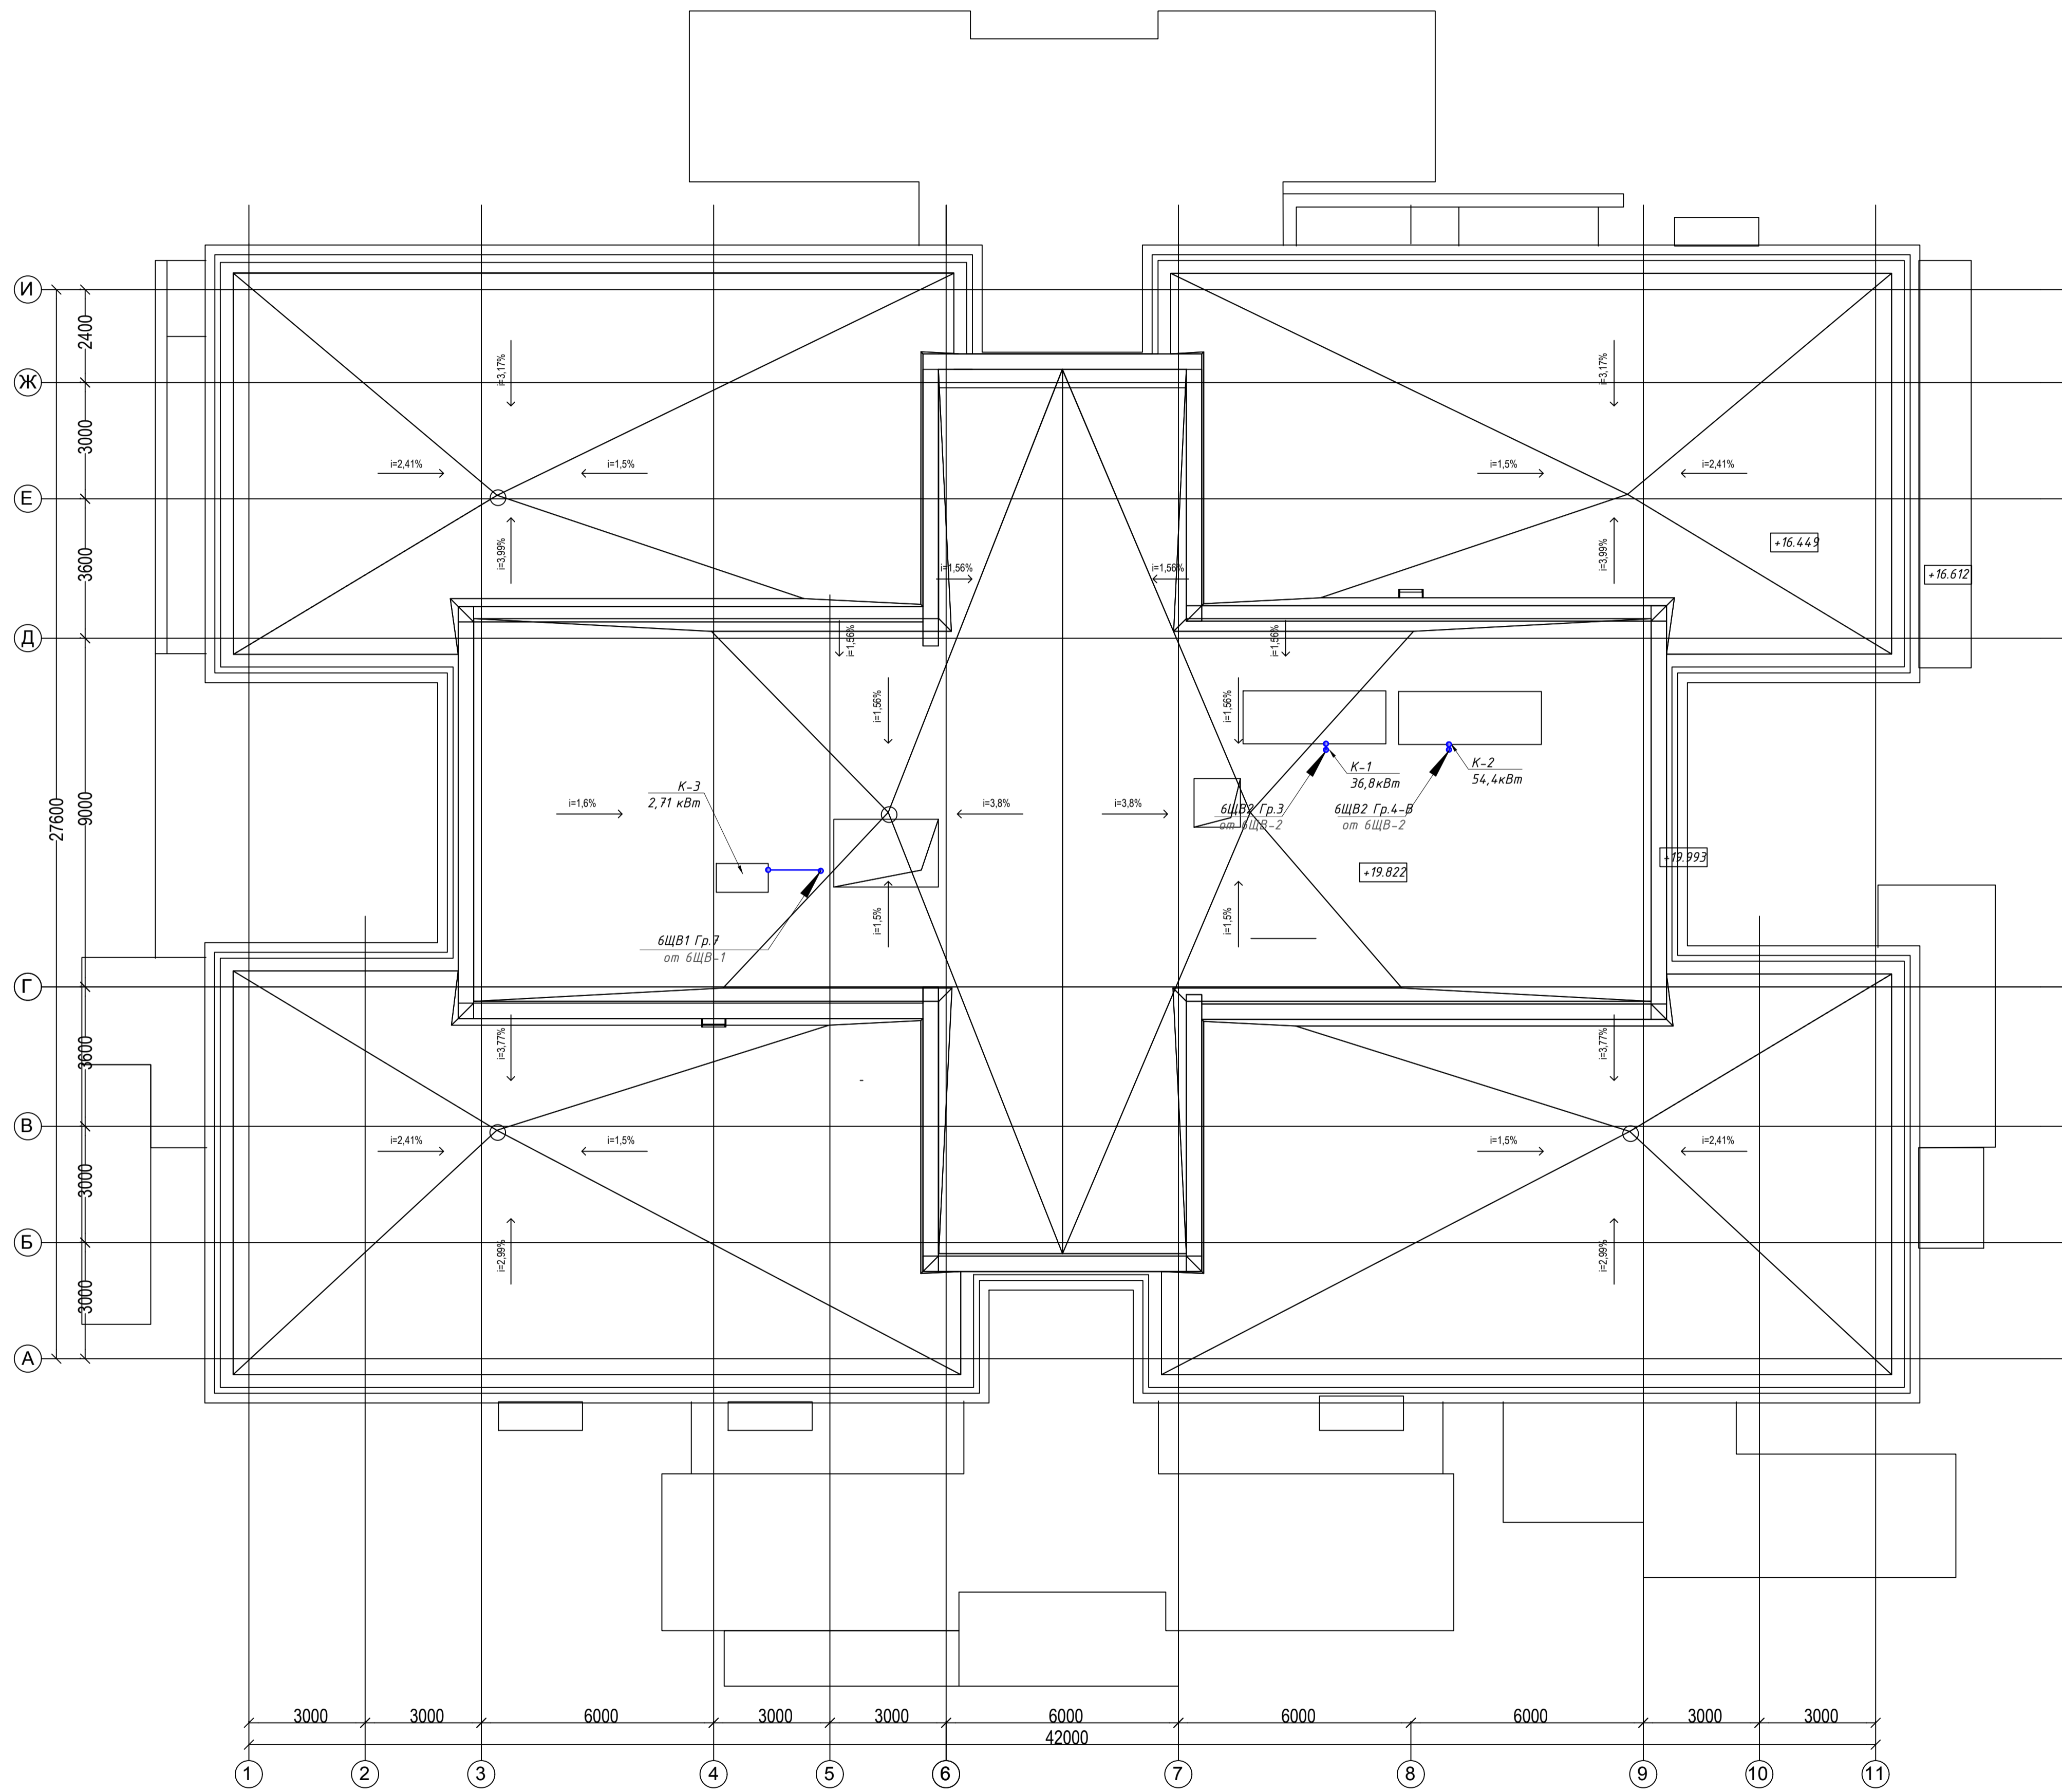 И
2400
i=3,17%
i=3,17%
Ж
3000
i=2,41%
i=1,5%
i=1,5%
i=2,41%
Е
3600
i=3,99%
i=3,99%
+16.449
i=1,56%
i=1,56%
+16.612
Д
i=1,56%
i=1,56%
i=1,56%
i=1,56%
27600
9000
К-3
2,71 кВт
К-1
36,8кВт
К-2
54,4кВт
i=1,6%
i=3,8%
i=3,8%
6ЩВ2 Гр.3
от 6ЩВ-2
6ЩВ2 Гр.4-В
от 6ЩВ-2
+19.993
+19.822
i=1,5%
i=1,5%
6ЩВ1 Гр.7
от 6ЩВ-1
Г
3600
i=3,77%
i=3,77%
В
i=2,41%
i=1,5%
i=1,5%
i=2,41%
3000
Б
i=2,99%
i=2,99%
3000
А
3000
3000
6000
3000
3000
6000
6000
6000
3000
3000
42000
1
2
3
4
5
6
7
8
9
10
11